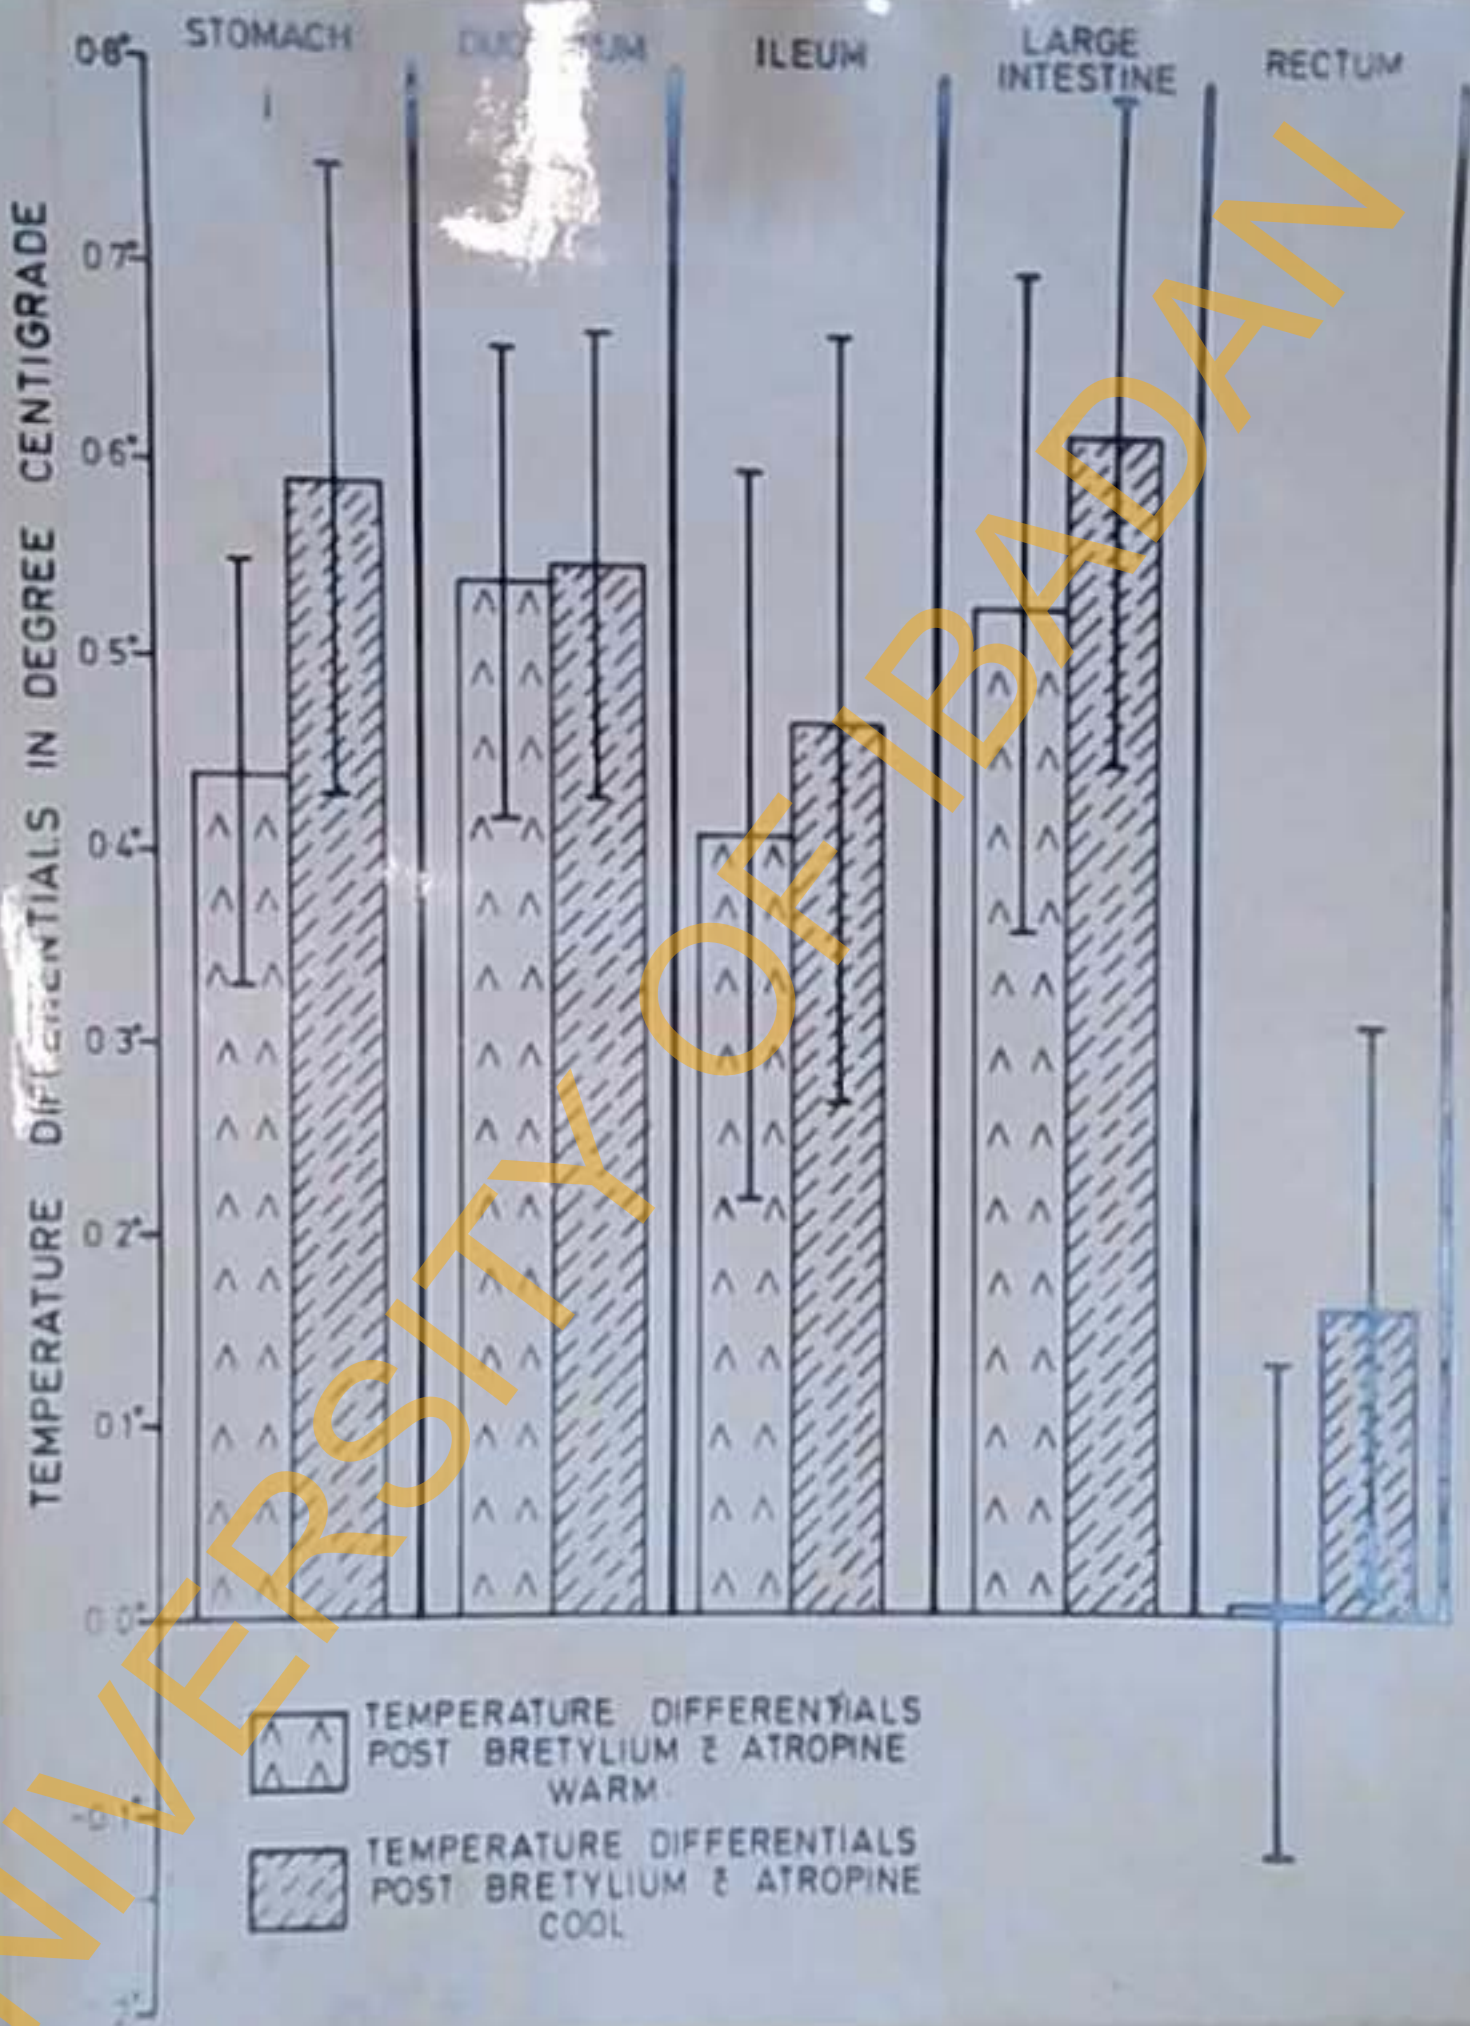 STOMACH
ILEUM
LARGE
INTESTINE
RECTUM
TEMPERATURE DIFFERENTIALS IN DEGREE CENTIGRADE
0.8°
0.7°
0.6°
0.5°
0.4°
0.3°
0.2°
0.1°
0.0°
-0.1°
TEMPERATURE DIFFERENTIALS
POST BRETYLIUM c̄ ATROPINE
WARM
TEMPERATURE DIFFERENTIALS
POST BRETYLIUM c̄ ATROPINE
COOL
OF IBADAN